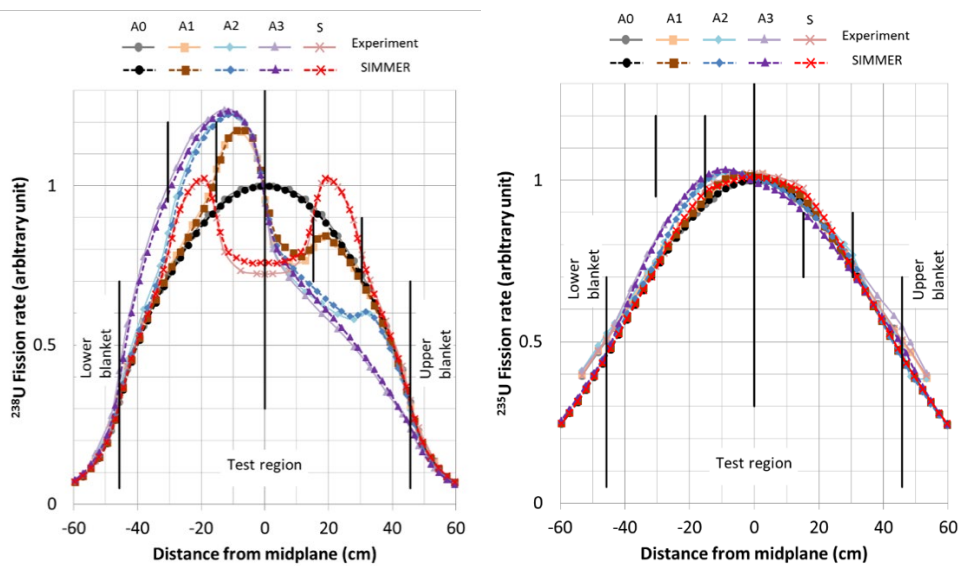 A0 A1 A2 A3 S
Experiment
SIMMER
²³⁸U Fission rate (arbitrary unit)
1
0.5
0
Lower
blanket
Upper
blanket
Test region
-60 -40 -20 0 20 40 60
Distance from midplane (cm)
A0 A1 A2 A3 S
Experiment
SIMMER
²³⁵U Fission rate (arbitrary unit)
1
0.5
0
Lower
blanket
Upper
blanket
Test region
-60 -40 -20 0 20 40 60
Distance from midplane (cm)